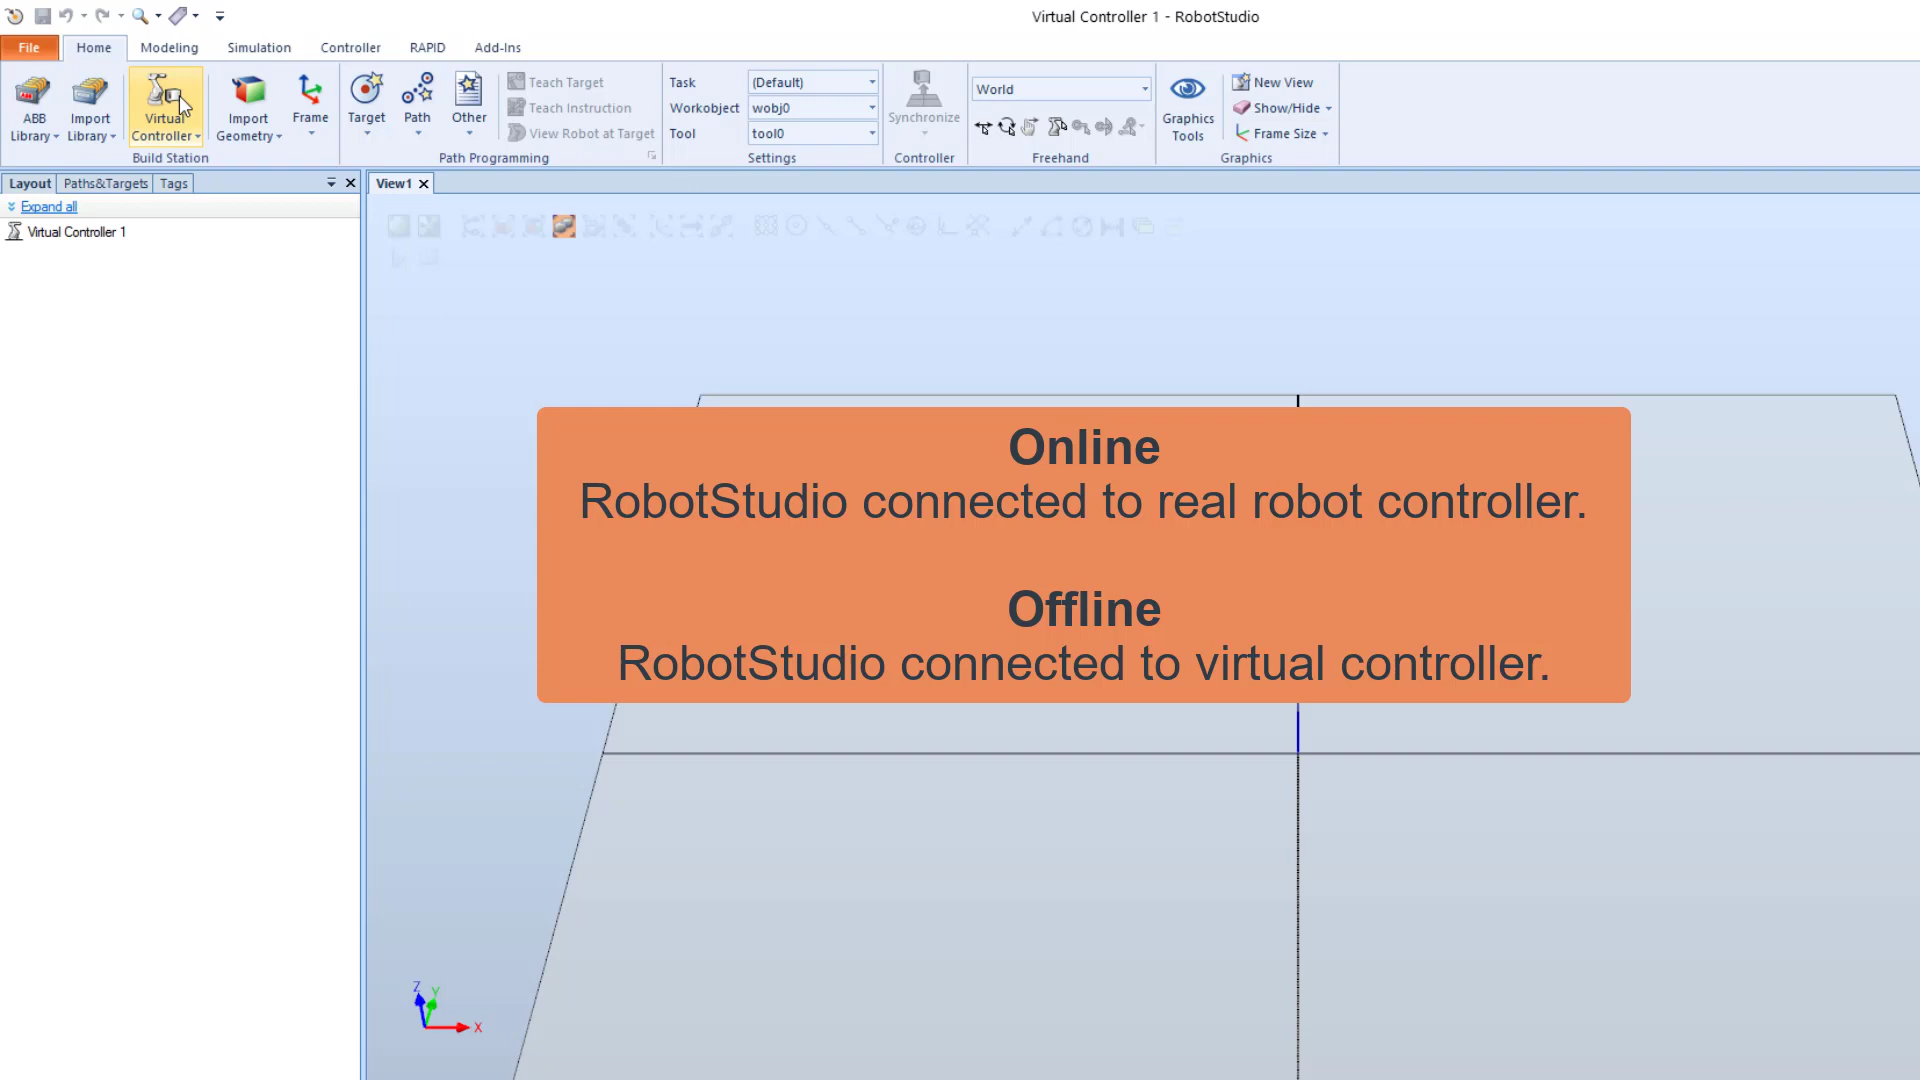 Virtual Controller 1 - RobotStudio
File Home Modeling Simulation Controller RAPID Add-Ins
ABB Library
Import Library
Virtual Controller
Import Geometry
Frame
Build Station
Target
Path
Other
Teach Target
Teach Instruction
View Robot at Target
Path Programming
Task (Default)
Workobject wobj0
Tool tool0
Settings
Synchronize
Controller
World
Freehand
Graphics Tools
New View
Show/Hide
Frame Size
Graphics
Layout Paths&Targets Tags
View1
Expand all
Virtual Controller 1
Online
RobotStudio connected to real robot controller.
Offline
RobotStudio connected to virtual controller.
Z
Y
X